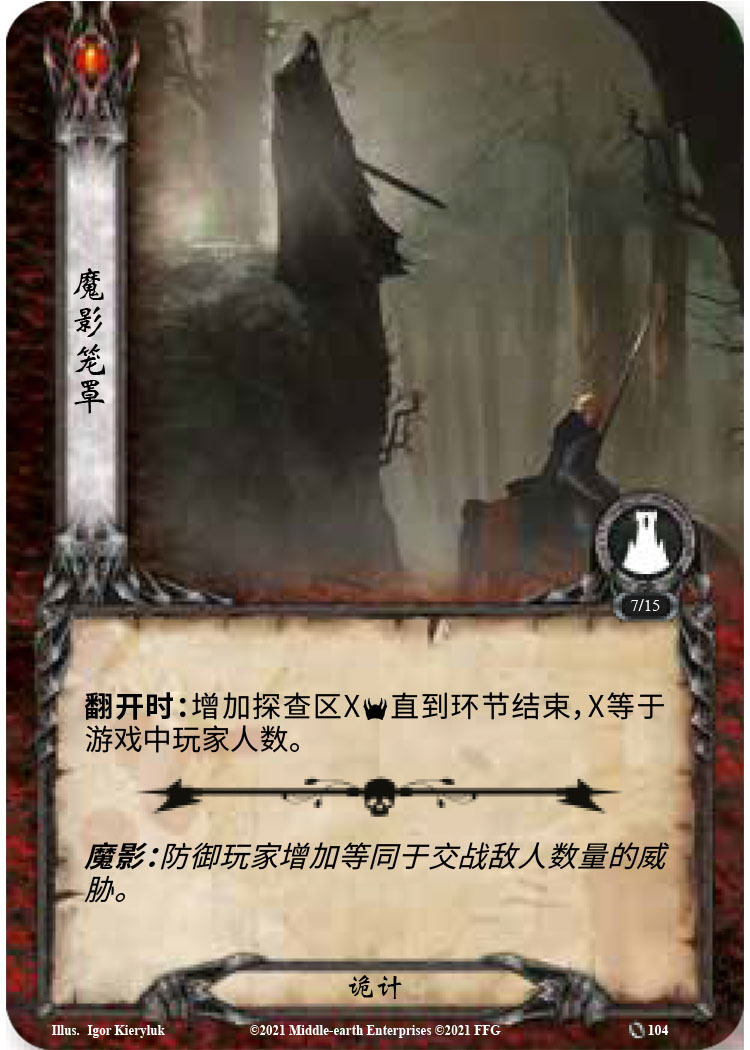 魔影笼罩
7/15
翻开时：增加探查区X直到环节结束，X等于
游戏中玩家人数。
魔影：防御玩家增加等同于交战敌人数量的威
胁。
诡计
Illus. Igor Kieryluk
©2021 Middle-earth Enterprises ©2021 FFG
104